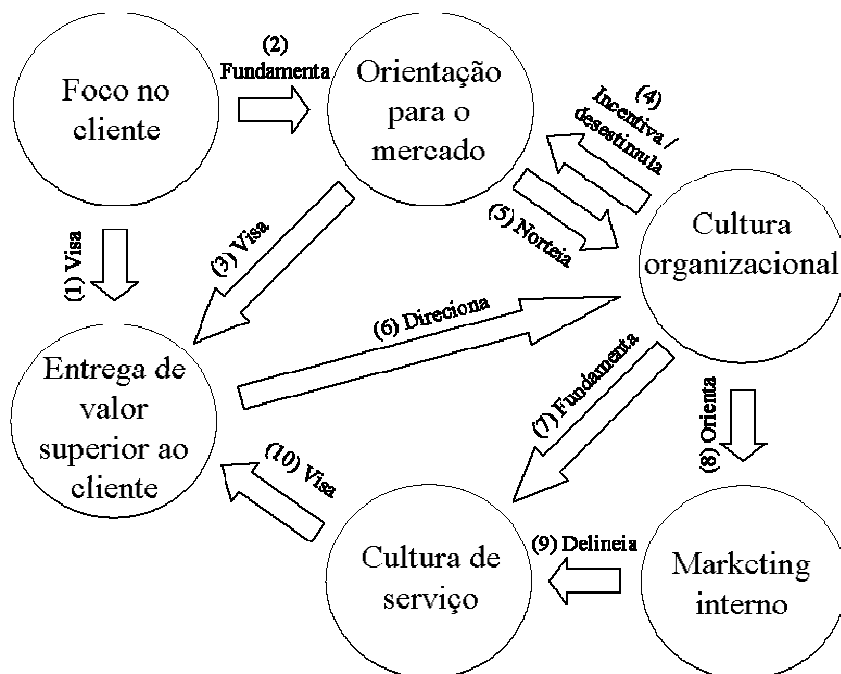 Foco no
cliente
(2)
Fundamenta
Orientação
para o
mercado
(4)
Incentiva /
desestimula
(5) Norteia
Cultura
organizacional
(1) Visa
(3) Visa
(6) Direciona
Entrega de
valor
superior ao
cliente
(7) Fundamenta
(8) Orienta
(10) Visa
Cultura de
serviço
(9) Delineia
Marketing
interno